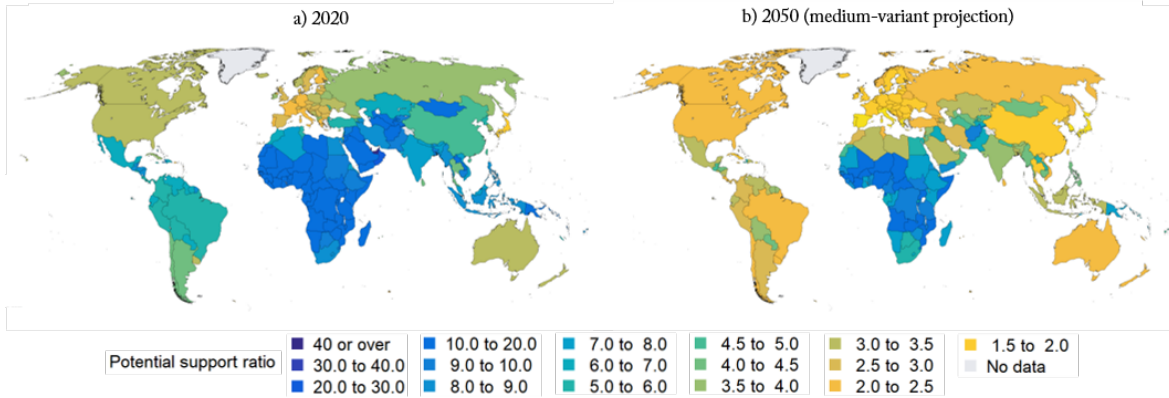 a) 2020
b) 2050 (medium-variant projection)
Potential support ratio
40 or over
30.0 to 40.0
20.0 to 30.0
10.0 to 20.0
9.0 to 10.0
8.0 to 9.0
7.0 to 8.0
6.0 to 7.0
5.0 to 6.0
4.5 to 5.0
4.0 to 4.5
3.5 to 4.0
3.0 to 3.5
2.5 to 3.0
2.0 to 2.5
1.5 to 2.0
No data